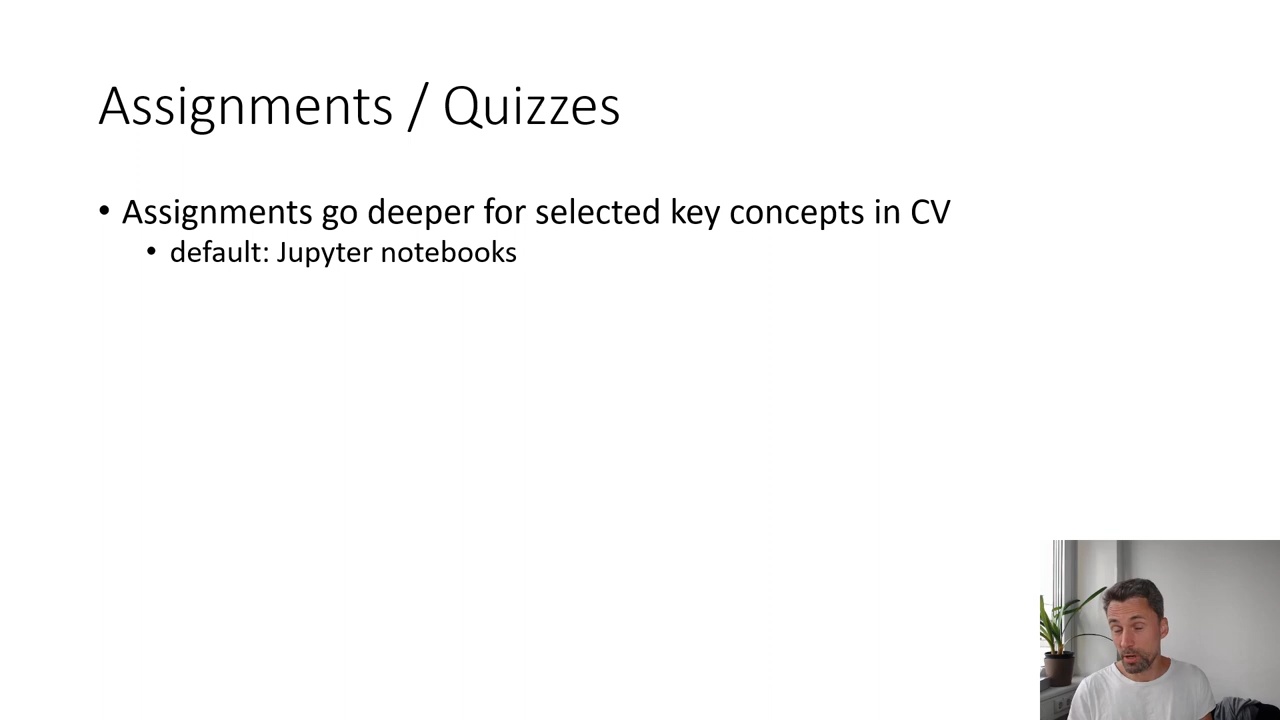 Assignments / Quizzes
• Assignments go deeper for selected key concepts in CV
• default: Jupyter notebooks